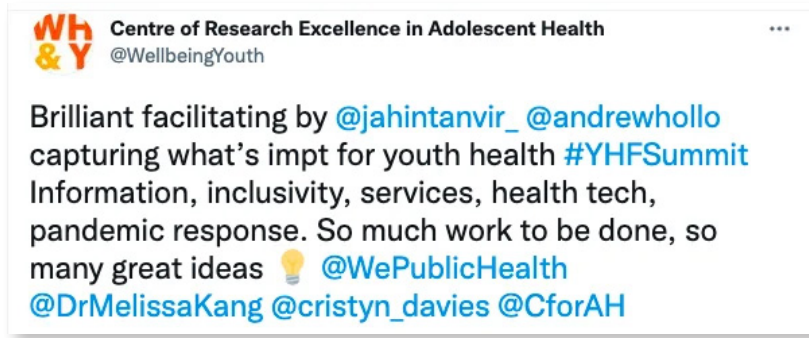 Wh
& Y
Centre of Research Excellence in Adolescent Health
@WellbeingYouth
Brilliant facilitating by @jahintanvir_ @andrewhollo
capturing what’s impt for youth health #YHFSummit
Information, inclusivity, services, health tech,
pandemic response. So much work to be done, so
many great ideas 💡 @WePublicHealth
@DrMelissaKang @cristyn_davies @CforAH